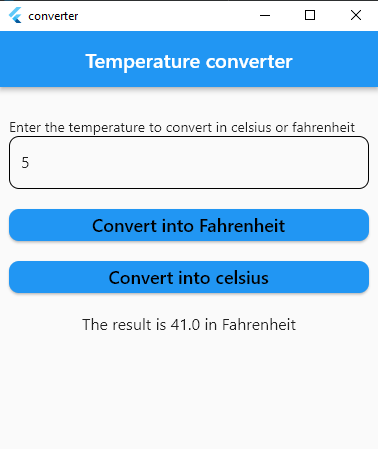 converter
Temperature converter
Enter the temperature to convert in celsius or fahrenheit
5
Convert into Fahrenheit
Convert into celsius
The result is 41.0 in Fahrenheit